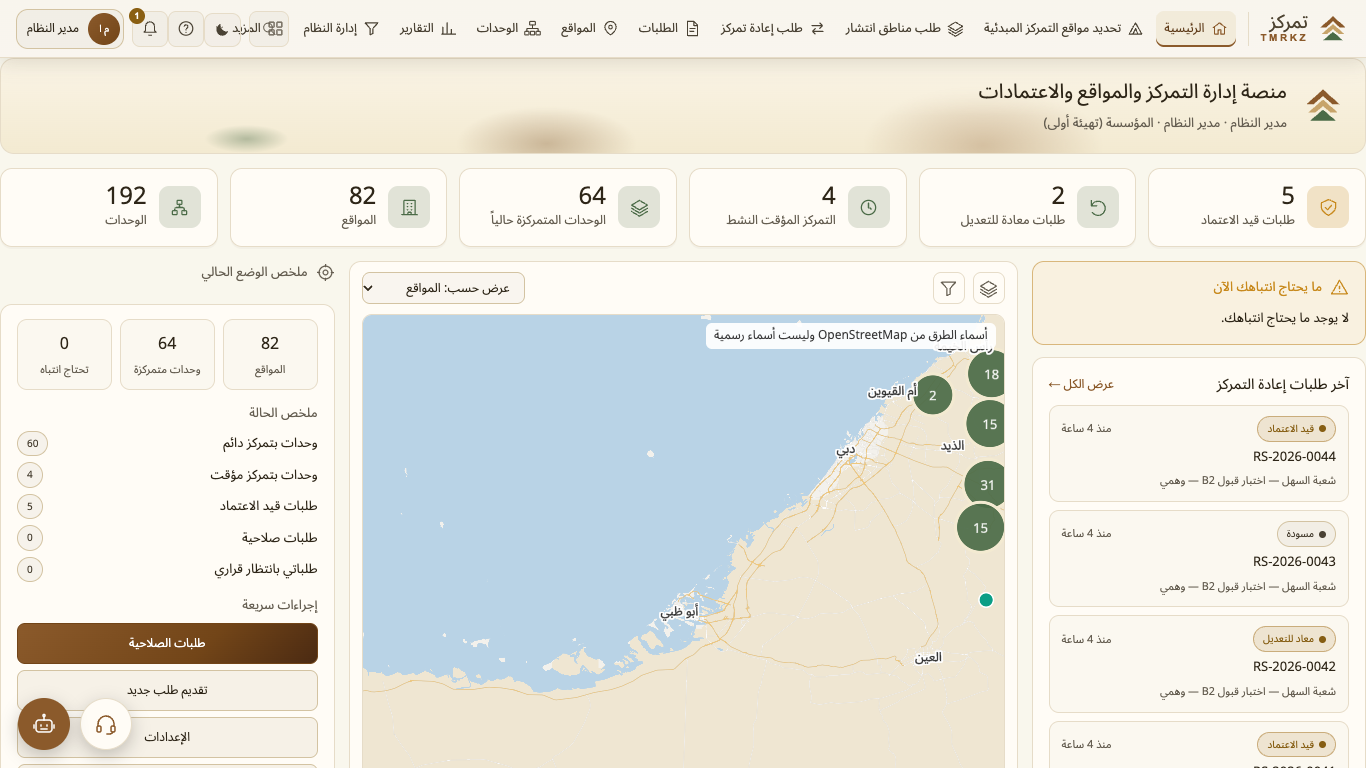 تمركز
TMRKZ
الرئيسية
تحديد مواقع التمركز المبدئية
طلب مناطق انتشار
طلب إعادة تمركز
الطلبات
المواقع
الوحدات
التقارير
إدارة النظام
المزيد
1
م ا
مدير النظام
منصة إدارة التمركز والمواقع والاعتمادات
مدير النظام · مدير النظام · المؤسسة (تهيئة أولى)
5
طلبات قيد الاعتماد
2
طلبات معادة للتعديل
4
التمركز المؤقت النشط
64
الوحدات المتمركزة حالياً
82
المواقع
192
الوحدات
ما يحتاج انتباهك الآن
لا يوجد ما يحتاج انتباهك.
آخر طلبات إعادة التمركز
عرض الكل ←
قيد الاعتماد
منذ 4 ساعة
RS-2026-0044
شعبة السهل — اختبار قبول B2 — وهمي
مسودة
منذ 4 ساعة
RS-2026-0043
شعبة السهل — اختبار قبول B2 — وهمي
معاد للتعديل
منذ 4 ساعة
RS-2026-0042
شعبة السهل — اختبار قبول B2 — وهمي
قيد الاعتماد
منذ 4 ساعة
عرض حسب: المواقع
أسماء الطرق من OpenStreetMap وليست أسماء رسمية
18
أم القيوين
2
15
الذيد
دبي
31
15
أبو ظبي
العين
ملخص الوضع الحالي
82
المواقع
64
وحدات متمركزة
0
تحتاج انتباه
ملخص الحالة
وحدات بتمركز دائم
60
وحدات بتمركز مؤقت
4
طلبات قيد الاعتماد
5
طلبات صلاحية
0
طلباتي بانتظار قراري
0
إجراءات سريعة
طلبات الصلاحية
تقديم طلب جديد
الإعدادات